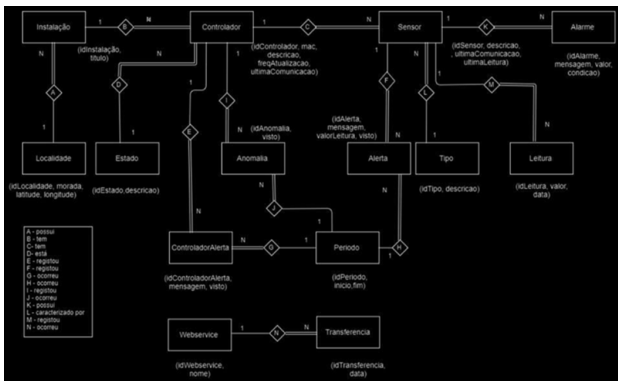 Instalação 1 B N Controlador 1 C N Sensor 1 K N Alarme
(idInstalação,
titulo)
(idControlador, mac,
descricao,
freqAtualizacao,
ultimaComunicacao)
(idSensor, descricao,
, ultimaComunicacao,
ultimaLeitura)
(idAlarme,
mensagem, valor,
condicao)
N N 1 1 1 N 1
A D E I F L M
(idAnomalia,
visto)
(idAlerta,
mensagem,
valorLeitura, visto)
1 1 N N 1 N
Localidade Estado Anomalia Alerta Tipo Leitura
(idLocalidade, morada,
latitude, longitude)
(idEstado,descricao)
(idTipo, descricao)
(idLeitura, valor,
data)
N J N
N 1
ControladorAlerta N G 1 Periodo 1 H
(idControladorAlerta,
mensagem, visto)
(idPeriodo,
inicio,fim)
A - possui
B - tem
C- tem
D- está
E - registou
F - registou
G - ocorreu
H - ocorreu
I - registou
J - ocorreu
K - possui
L - caracterizado por
M - registou
N - ocorreu
Webservice 1 N N Transferencia
(idWebservice,
nome)
(idTransferencia,
data)